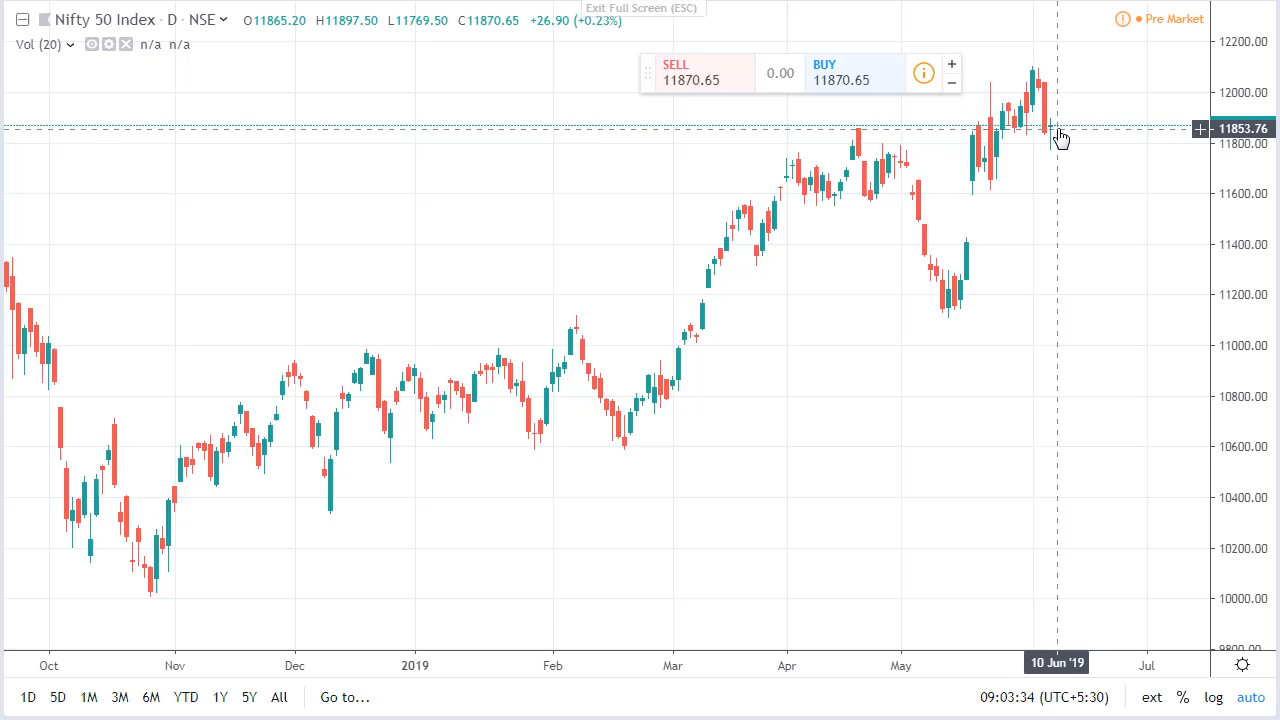 Exit Full Screen (ESC)
Nifty 50 Index · D · NSE O11865.20 H11897.50 L11769.50 C11870.65 +26.90 (+0.23%)
Pre Market
Vol (20) n/a n/a
SELL
11870.65
0.00
BUY
11870.65
12200.00
12000.00
11853.76
11800.00
11600.00
11400.00
11200.00
11000.00
10800.00
10600.00
10400.00
10200.00
10000.00
9800.00
Oct Nov Dec 2019 Feb Mar Apr May 10 Jun '19 Jul
1D 5D 1M 3M 6M YTD 1Y 5Y All Go to... 09:03:34 (UTC+5:30) ext % log auto